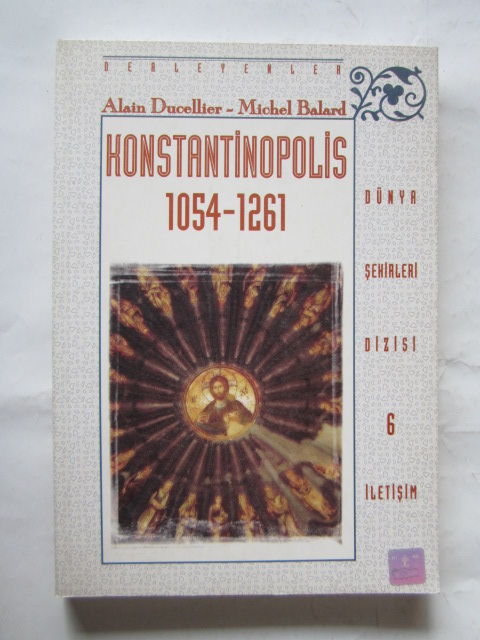 DERLEYENLER
Alain Ducellier - Michel Balard
KONSTANTİNOPOLİS
1054-1261
DÜNYA
ŞEHİRLERİ
DİZİSİ
6
İLETİŞİM